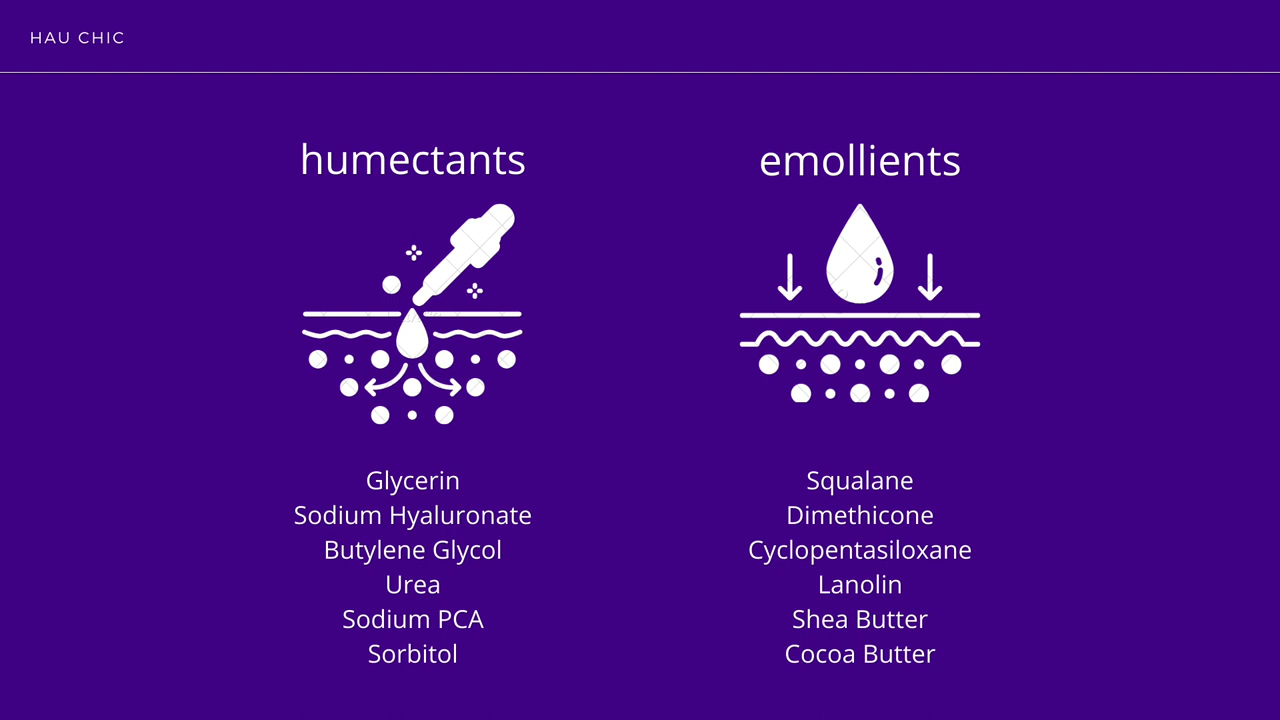 HAU CHIC
humectants
Glycerin
Sodium Hyaluronate
Butylene Glycol
Urea
Sodium PCA
Sorbitol
emollients
Squalane
Dimethicone
Cyclopentasiloxane
Lanolin
Shea Butter
Cocoa Butter